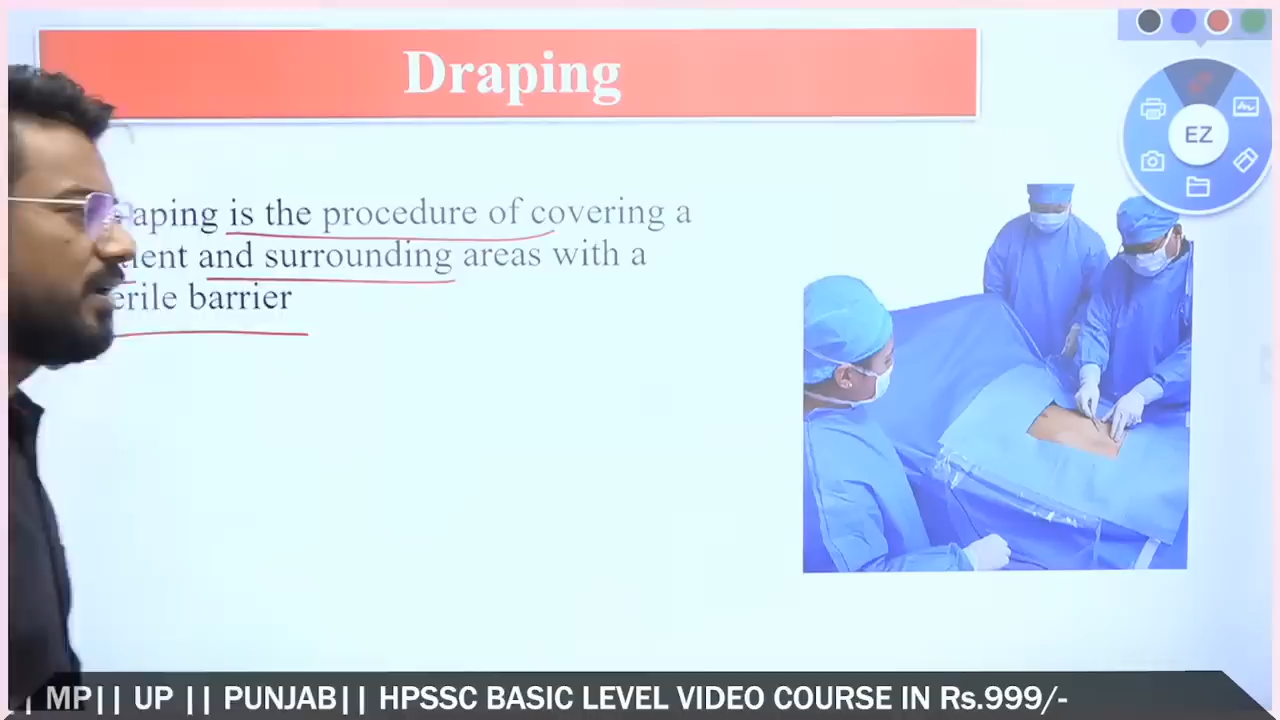 Draping
EZ
aping is the procedure of covering a
ient and surrounding areas with a
erile barrier
|| MP|| UP || PUNJAB|| HPSSC BASIC LEVEL VIDEO COURSE IN Rs.999/-